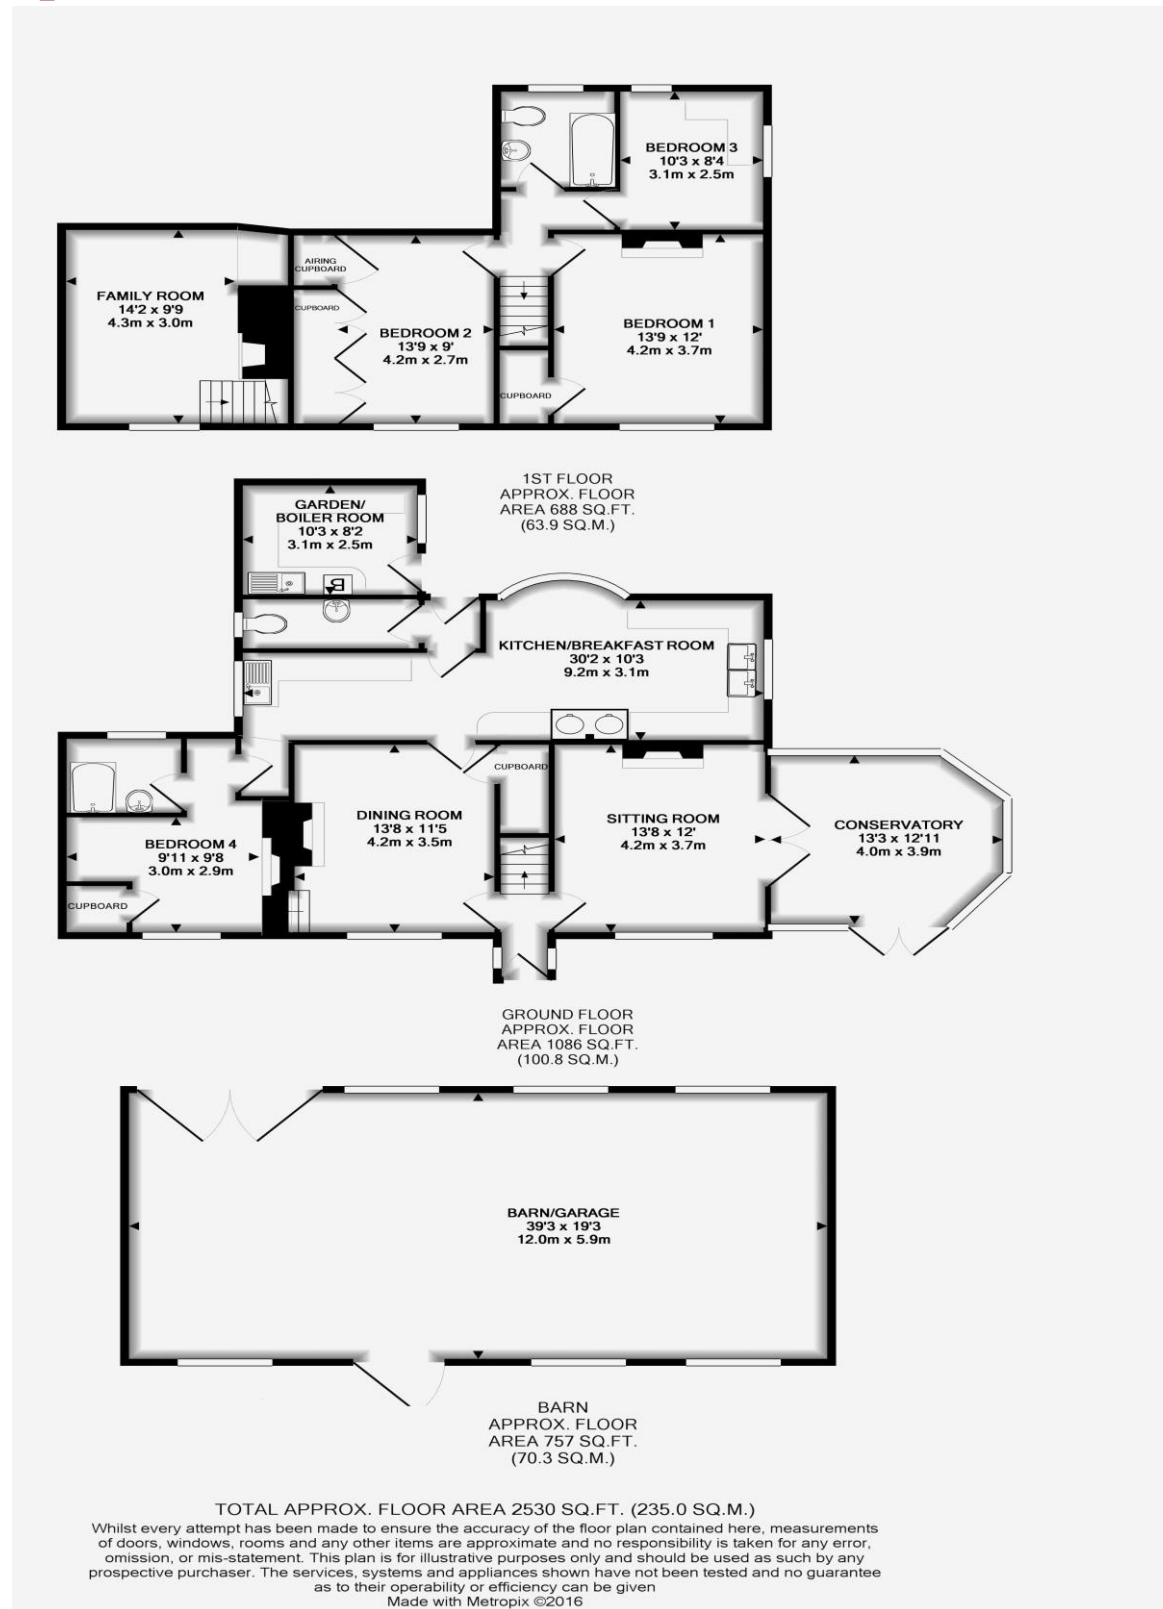 BEDROOM 3
10'3 x 8'4
3.1m x 2.5m
FAMILY ROOM
14'2 x 9'9
4.3m x 3.0m
AIRING
CUPBOARD
CUPBOARD
BEDROOM 2
13'9 x 9'
4.2m x 2.7m
BEDROOM 1
13'9 x 12'
4.2m x 3.7m
CUPBOARD
1ST FLOOR
APPROX. FLOOR
AREA 688 SQ.FT.
(63.9 SQ.M.)
GARDEN/
BOILER ROOM
10'3 x 8'2
3.1m x 2.5m
B
KITCHEN/BREAKFAST ROOM
30'2 x 10'3
9.2m x 3.1m
CUPBOARD
DINING ROOM
13'8 x 11'5
4.2m x 3.5m
SITTING ROOM
13'8 x 12'
4.2m x 3.7m
CONSERVATORY
13'3 x 12'11
4.0m x 3.9m
BEDROOM 4
9'11 x 9'8
3.0m x 2.9m
CUPBOARD
GROUND FLOOR
APPROX. FLOOR
AREA 1086 SQ.FT.
(100.8 SQ.M.)
BARN/GARAGE
39'3 x 19'3
12.0m x 5.9m
BARN
APPROX. FLOOR
AREA 757 SQ.FT.
(70.3 SQ.M.)
TOTAL APPROX. FLOOR AREA 2530 SQ.FT. (235.0 SQ.M.)
Whilst every attempt has been made to ensure the accuracy of the floor plan contained here, measurements
of doors, windows, rooms and any other items are approximate and no responsibility is taken for any error,
omission, or mis-statement. This plan is for illustrative purposes only and should be used as such by any
prospective purchaser. The services, systems and appliances shown have not been tested and no guarantee
as to their operability or efficiency can be given
Made with Metropix ©2016